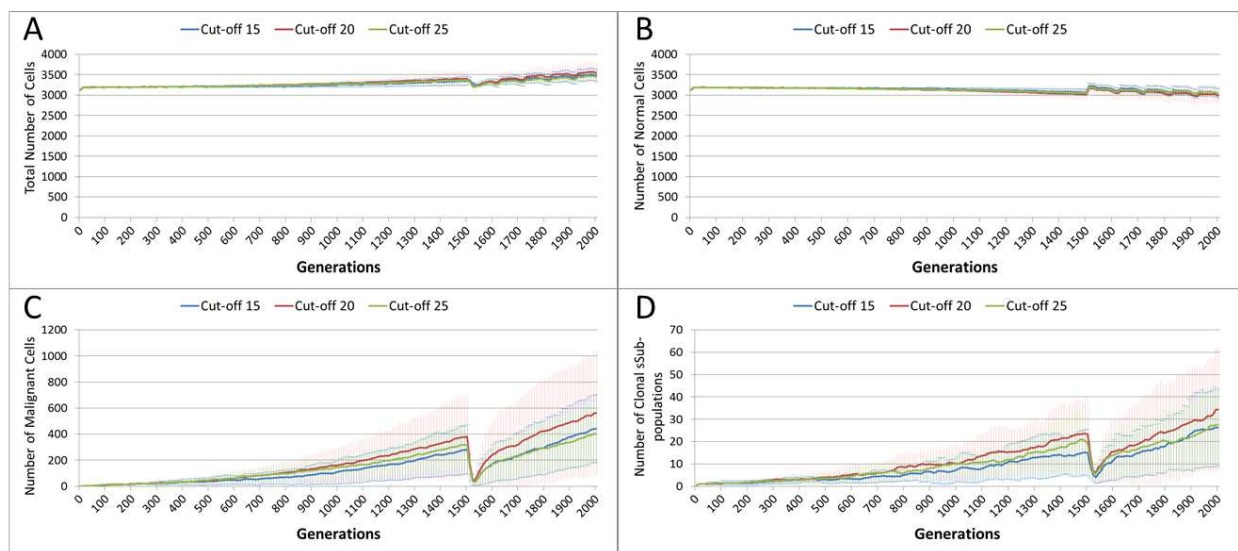 A
Cut-off 15 Cut-off 20 Cut-off 25
Total Number of Cells
4000
3500
3000
2500
2000
1500
1000
500
0
0 100 200 300 400 500 600 700 800 900 1000 1100 1200 1300 1400 1500 1600 1700 1800 1900 2000
Generations
B
Cut-off 15 Cut-off 20 Cut-off 25
Number of Normal Cells
4000
3500
3000
2500
2000
1500
1000
500
0
0 100 200 300 400 500 600 700 800 900 1000 1100 1200 1300 1400 1500 1600 1700 1800 1900 2000
Generations
C
Cut-off 15 Cut-off 20 Cut-off 25
Number of Malignant Cells
1200
1000
800
600
400
200
0
0 100 200 300 400 500 600 700 800 900 1000 1100 1200 1300 1400 1500 1600 1700 1800 1900 2000
Generations
D
Cut-off 15 Cut-off 20 Cut-off 25
Number of Clonal sSub-
populations
70
60
50
40
30
20
10
0
0 100 200 300 400 500 600 700 800 900 1000 1100 1200 1300 1400 1500 1600 1700 1800 1900 2000
Generations